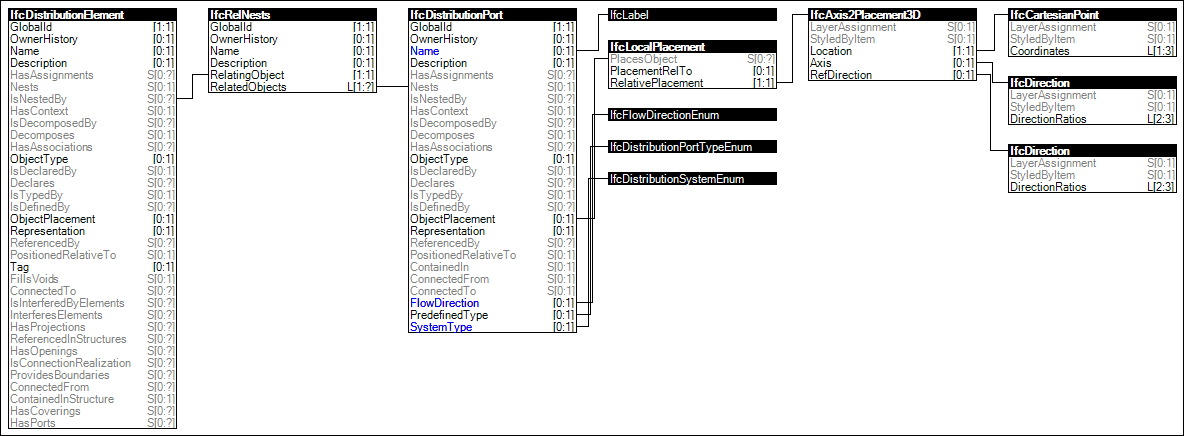 IfcDistributionElement
GlobalId [1:1]
OwnerHistory [0:1]
Name [0:1]
Description [0:1]
HasAssignments S[0:?]
Nests S[0:1]
IsNestedBy S[0:?]
HasContext S[0:1]
IsDecomposedBy S[0:?]
Decomposes S[0:1]
HasAssociations S[0:?]
ObjectType [0:1]
IsDeclaredBy S[0:1]
Declares S[0:?]
IsTypedBy S[0:1]
IsDefinedBy S[0:?]
ObjectPlacement [0:1]
Representation [0:1]
ReferencedBy S[0:?]
PositionedRelativeTo S[0:1]
Tag [0:1]
FillsVoids S[0:1]
ConnectedTo S[0:?]
IsInterferedByElements S[0:?]
InterferesElements S[0:?]
HasProjections S[0:?]
ReferencedInStructures S[0:?]
HasOpenings S[0:?]
IsConnectionRealization S[0:?]
ProvidesBoundaries S[0:?]
ConnectedFrom S[0:?]
ContainedInStructure S[0:1]
HasCoverings S[0:?]
HasPorts S[0:?]
IfcRelNests
GlobalId [1:1]
OwnerHistory [0:1]
Name [0:1]
Description [0:1]
RelatingObject [1:1]
RelatedObjects L[1:?]
IfcDistributionPort
GlobalId [1:1]
OwnerHistory [0:1]
Name [0:1]
Description [0:1]
HasAssignments S[0:?]
Nests S[0:1]
IsNestedBy S[0:?]
HasContext S[0:1]
IsDecomposedBy S[0:?]
Decomposes S[0:1]
HasAssociations S[0:?]
ObjectType [0:1]
IsDeclaredBy S[0:1]
Declares S[0:?]
IsTypedBy S[0:1]
IsDefinedBy S[0:?]
ObjectPlacement [0:1]
Representation [0:1]
ReferencedBy S[0:?]
PositionedRelativeTo S[0:1]
ContainedIn S[0:1]
ConnectedFrom S[0:1]
ConnectedTo S[0:1]
FlowDirection [0:1]
PredefinedType [0:1]
SystemType [0:1]
IfcLabel
IfcLocalPlacement
PlacesObject S[0:?]
PlacementRelTo [0:1]
RelativePlacement [1:1]
IfcFlowDirectionEnum
IfcDistributionPortTypeEnum
IfcDistributionSystemEnum
IfcAxis2Placement3D
LayerAssignment S[0:1]
StyledByItem S[0:1]
Location [1:1]
Axis [0:1]
RefDirection [0:1]
IfcCartesianPoint
LayerAssignment S[0:1]
StyledByItem S[0:1]
Coordinates L[1:3]
IfcDirection
LayerAssignment S[0:1]
StyledByItem S[0:1]
DirectionRatios L[2:3]
IfcDirection
LayerAssignment S[0:1]
StyledByItem S[0:1]
DirectionRatios L[2:3]